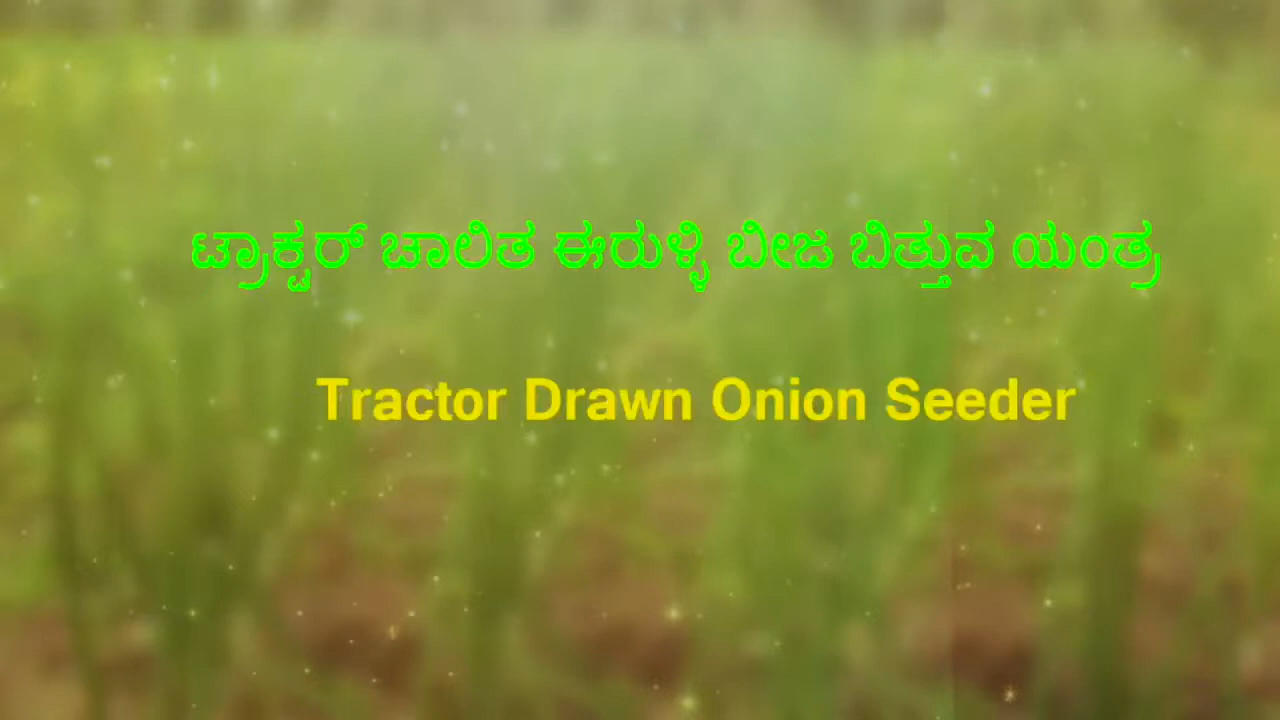 ಟ್ರಾಕ್ಟರ್ ಚಾಲಿತ ಈರುಳ್ಳಿ ಬೀಜ ಬಿತ್ತುವ ಯಂತ್ರ
Tractor Drawn Onion Seeder